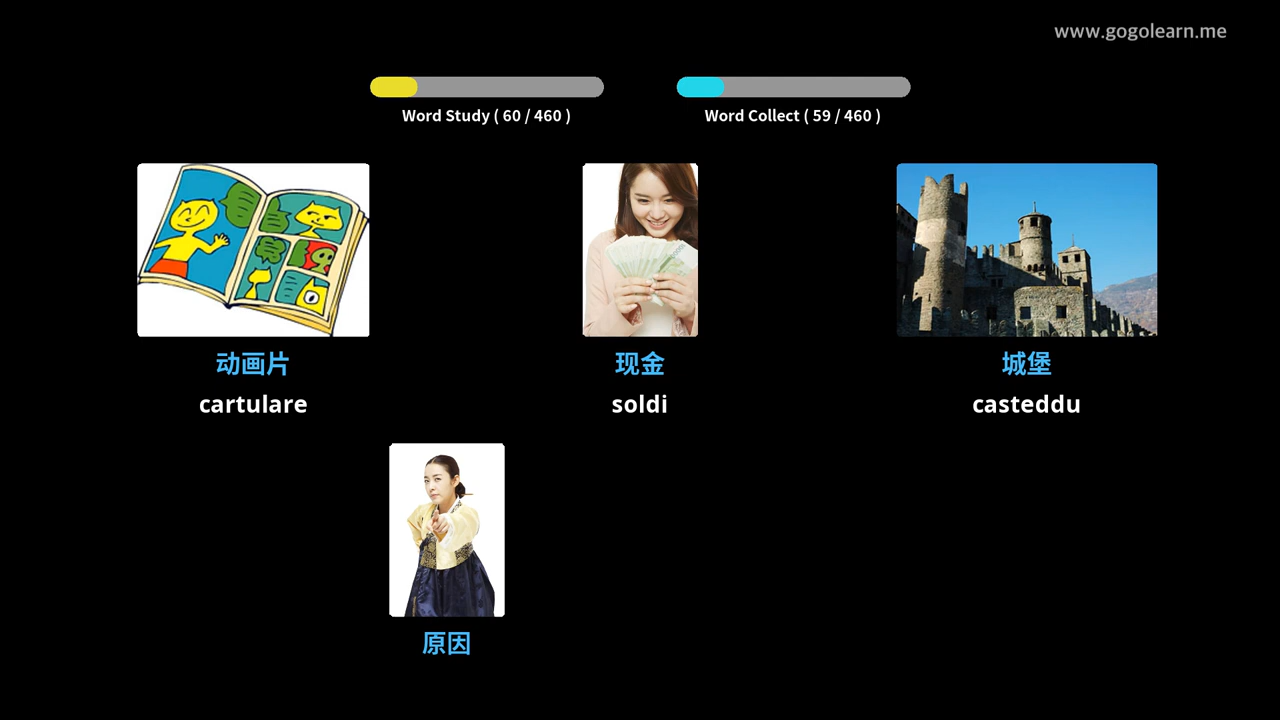 www.gogolearn.me
Word Study ( 60 / 460 )
Word Collect ( 59 / 460 )
动画片
cartulare
现金
soldi
城堡
casteddu
原因